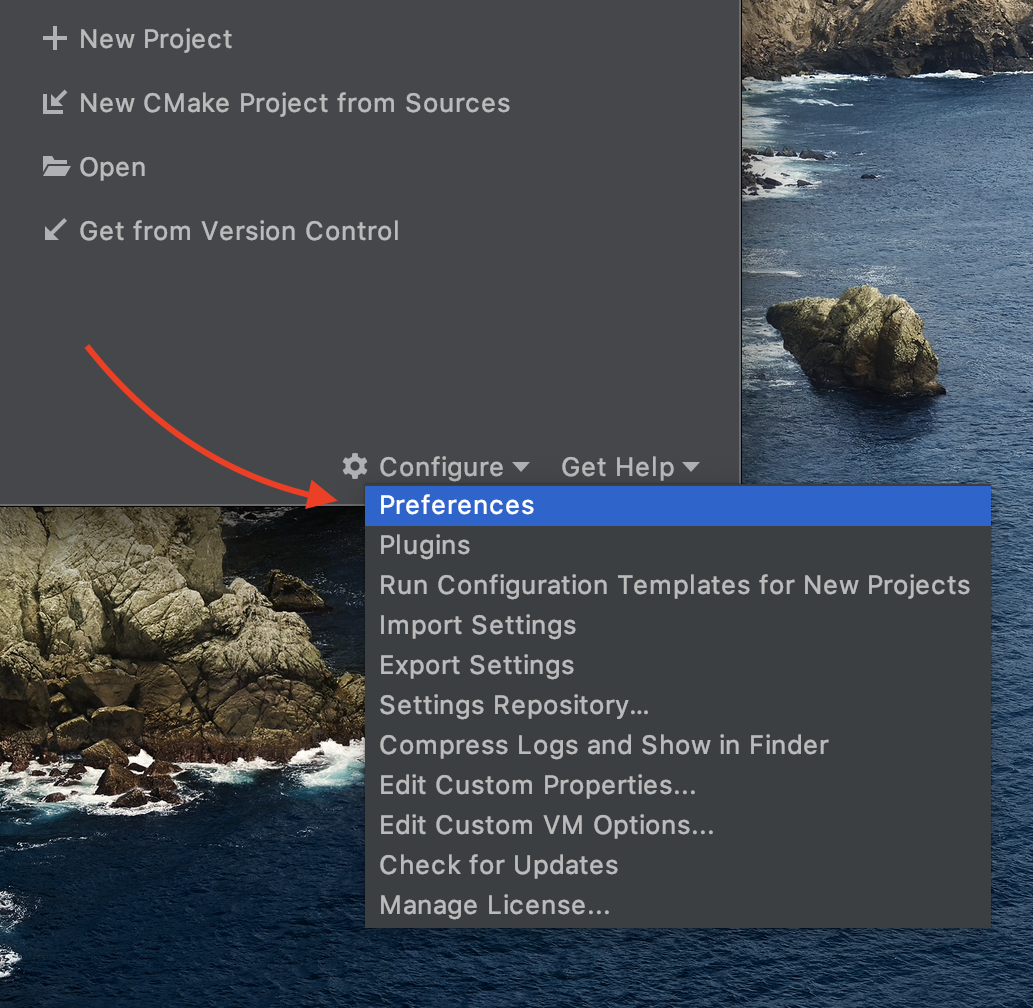 New Project
New CMake Project from Sources
Open
Get from Version Control
Configure Get Help
Preferences
Plugins
Run Configuration Templates for New Projects
Import Settings
Export Settings
Settings Repository...
Compress Logs and Show in Finder
Edit Custom Properties...
Edit Custom VM Options...
Check for Updates
Manage License...